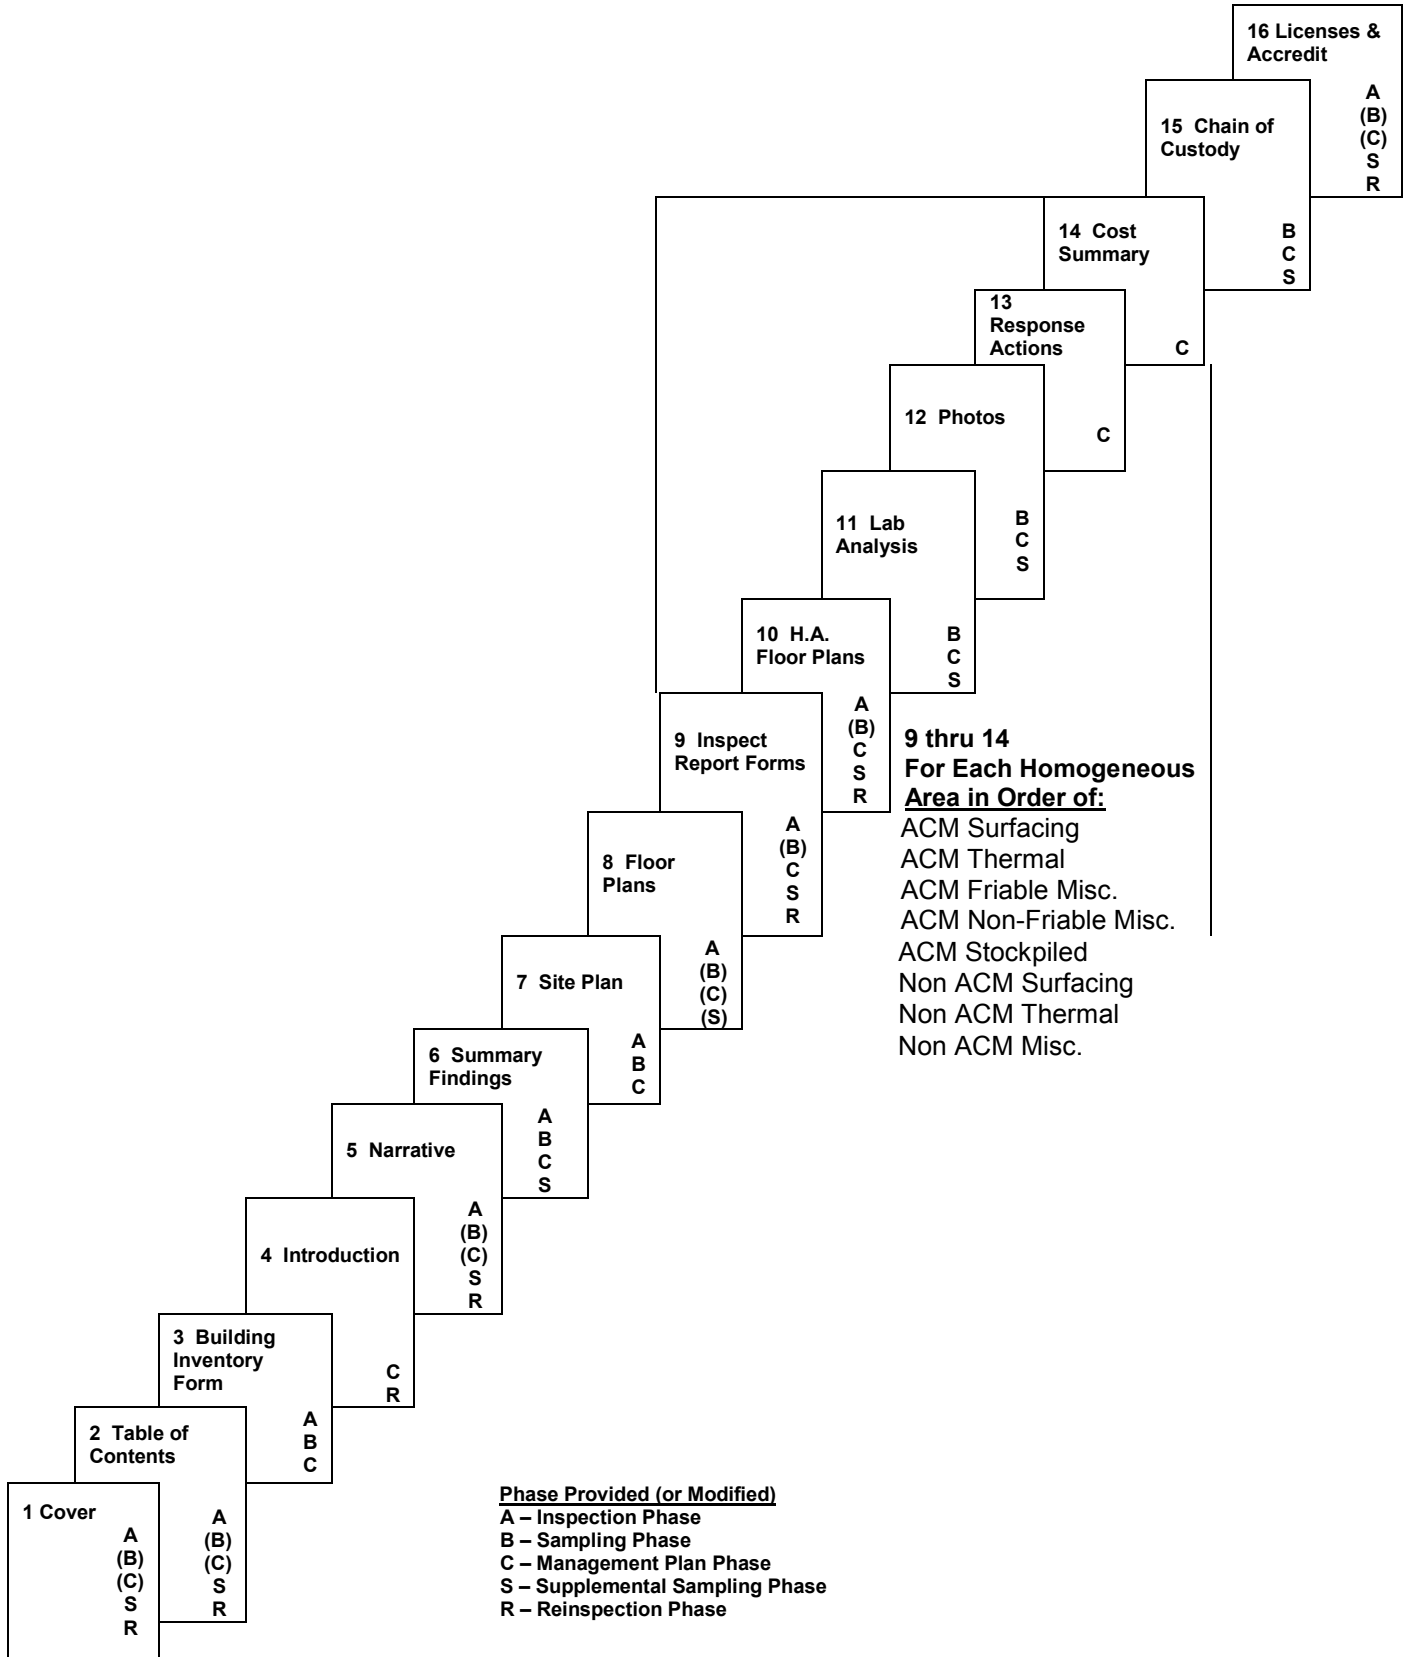 16 Licenses &
Accredit
A
(B)
(C)
S
R
15 Chain of
Custody
B
C
S
14 Cost
Summary
C
13
Response
Actions
C
12 Photos
B
C
S
11 Lab
Analysis
B
C
S
10 H.A.
Floor Plans
A
(B)
C
S
R
9 Inspect
Report Forms
A
(B)
C
S
R
9 thru 14
For Each Homogeneous
Area in Order of:
ACM Surfacing
ACM Thermal
ACM Friable Misc.
ACM Non-Friable Misc.
ACM Stockpiled
Non ACM Surfacing
Non ACM Thermal
Non ACM Misc.
8 Floor
Plans
A
(B)
(C)
(S)
7 Site Plan
A
B
C
6 Summary
Findings
A
B
C
S
5 Narrative
A
(B)
(C)
S
R
4 Introduction
C
R
3 Building
Inventory
Form
A
B
C
2 Table of
Contents
A
(B)
(C)
S
R
1 Cover
A
(B)
(C)
S
R
Phase Provided (or Modified)
A – Inspection Phase
B – Sampling Phase
C – Management Plan Phase
S – Supplemental Sampling Phase
R – Reinspection Phase